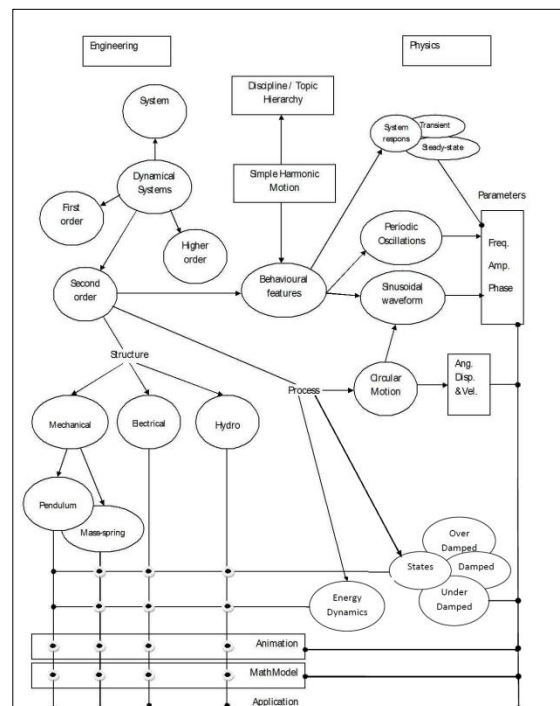 Engineering
Physics
System
Discipline / Topic
Hierarchy
System
respons
Transient
Steady-state
Dynamical
Systems
Simple Harmonic
Motion
Parameters
First
order
Higher
order
Periodic
Oscillations
Freq.
Amp.
Phase
Second
order
Behavioural
features
Sinusoidal
waveform
Structure
Process
Circular
Motion
Ang.
Disp.
& Vel.
Mechanical
Electrical
Hydro
Pendulum
Mass-spring
Over
Damped
States
Damped
Under
Damped
Energy
Dynamics
Animation
MathModel
Application